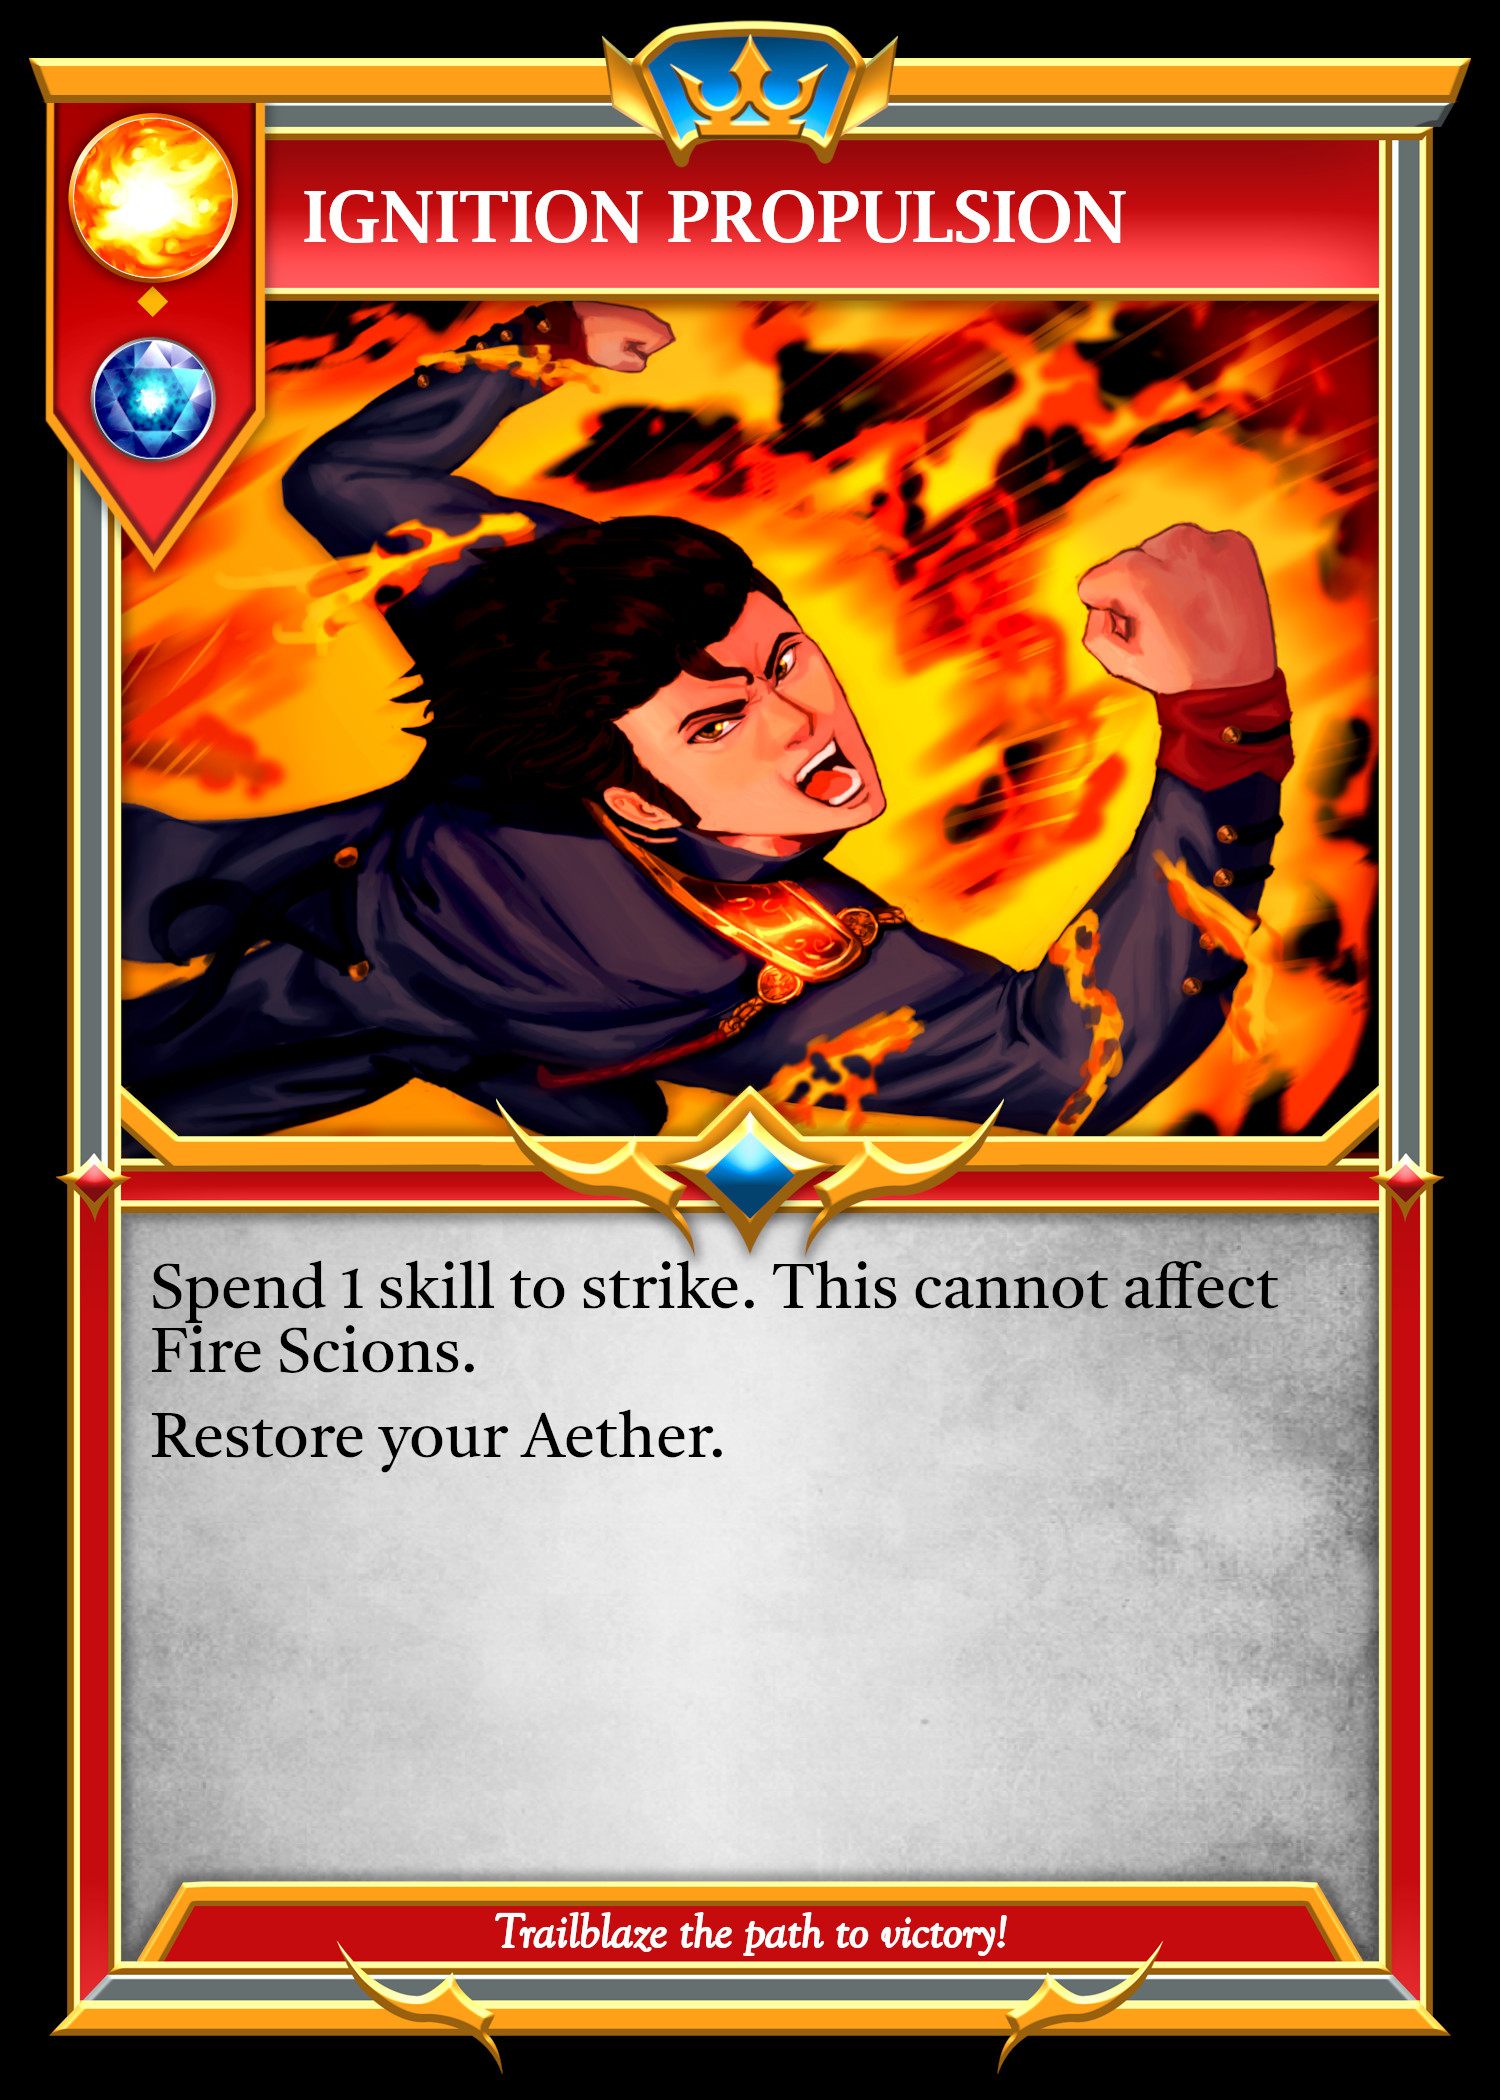 IGNITION PROPULSION
Spend 1 skill to strike. This cannot affect
Fire Scions.
Restore your Aether.
Trailblaze the path to victory!